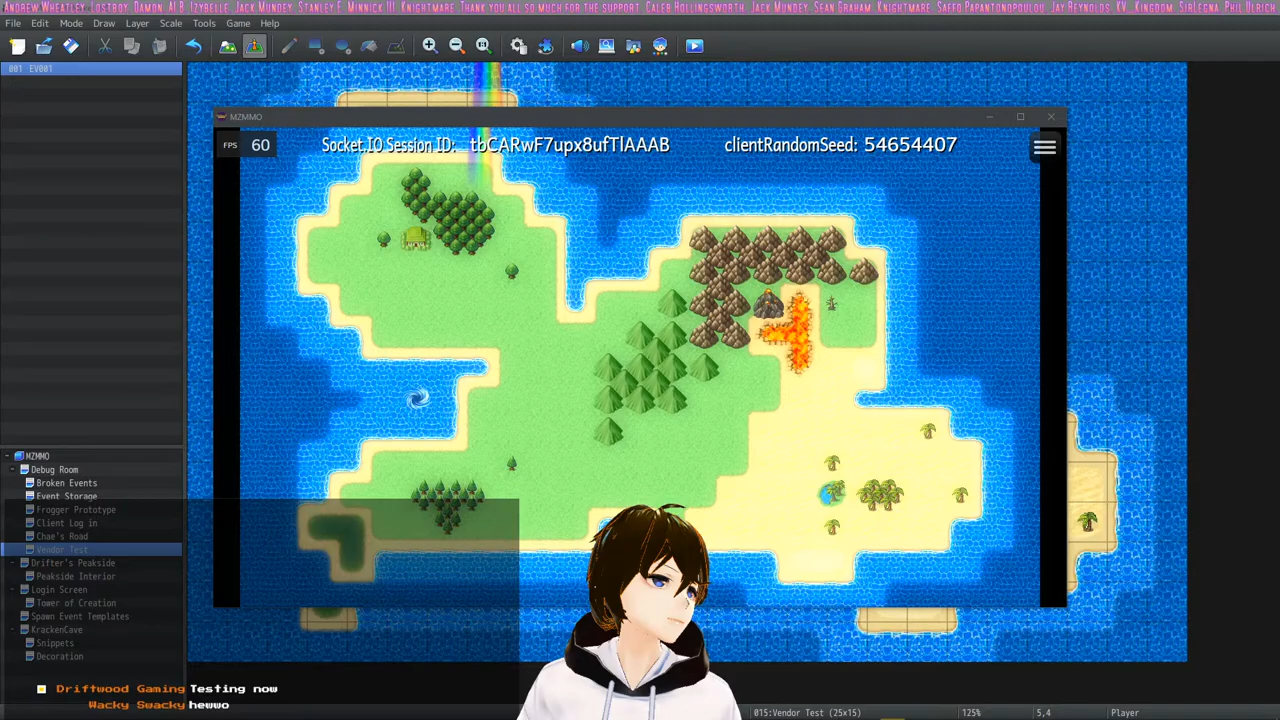 ANDREW WHEATLEY LOSTBOY DAMON AL B IZYBELLE JACK MUNDEY STANLEY E MINNICK III KNIGHTMARE THANK YOU ALL SO MUCH FOR THE SUPPORT CALEB HOLLINGSWORTH JACK MUNDEY SEAN GRAHAM KNIGHTMARE SAEED PAPANTONOPOULOU JAY REYNOLDS KV_KINGDOM SIRLEGNA PHIL ULRICH
File Edit Mode Draw Layer Scale Tools Game Help
001 EV001
MZMMO
FPS 60 Socket.IO Session ID: _tbCARwF7upx8ufTlAAAB clientRandomSeed: 54654407
MZMMO
Debug Room
Broken Events
Event Storage
Frogger Prototype
Client Log in
Chae's Road
Vendor Test
Drifter's Peakside
Peakside Interior
Login Screen
Tower of Creation
Spawn Event Templates
KrackenCave
Snippets
Decoration
Driftwood Gaming Testing now
Wacky Swacky hewwo
015:Vendor Test (25x15) 125% 5,4 Player